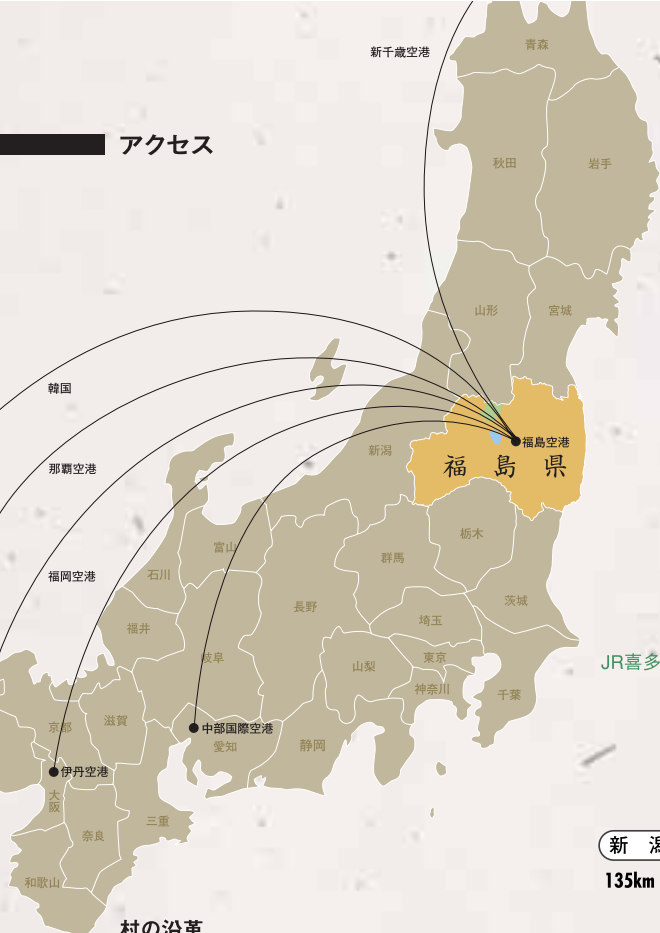 青森
新千歳空港
アクセス
秋田
岩手
山形
宮城
韓国
福島空港
新潟
福島県
那覇空港
栃木
富山
群馬
福岡空港
石川
長野
茨城
埼玉
福井
岐阜
東京
JR喜多
山梨
神奈川
千葉
滋賀
京都
中部国際空港
愛知
静岡
伊丹空港
大阪
三重
奈良
新潟
135km
和歌山
村の沿革